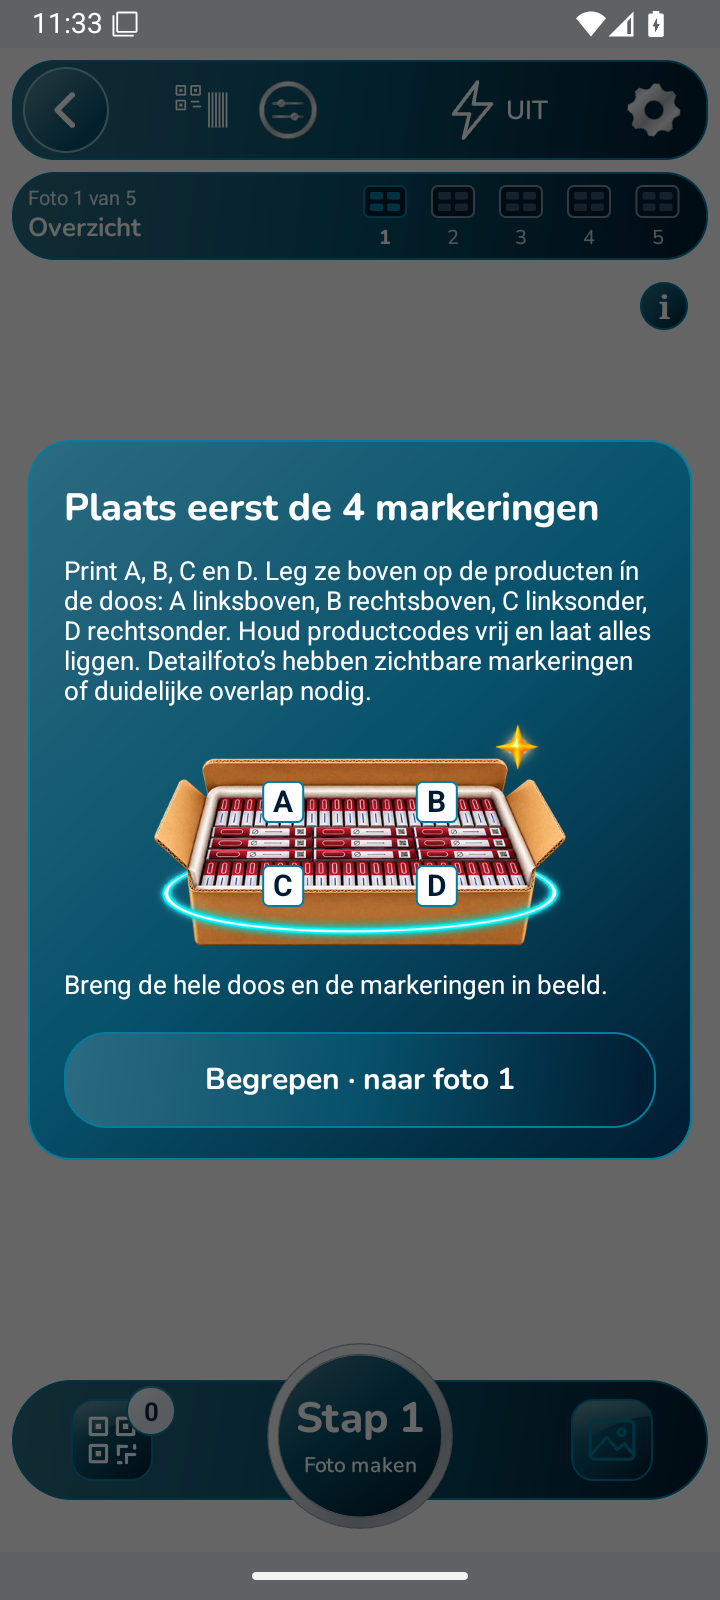 11:33
UIT
Foto 1 van 5
Overzicht
1 2 3 4 5
i
Plaats eerst de 4 markeringen
Print A, B, C en D. Leg ze boven op de producten ín
de doos: A linksboven, B rechtsboven, C linksonder,
D rechtsonder. Houd productcodes vrij en laat alles
liggen. Detailfoto’s hebben zichtbare markeringen
of duidelijke overlap nodig.
A B
C D
Breng de hele doos en de markeringen in beeld.
Begrepen · naar foto 1
0
Stap 1
Foto maken